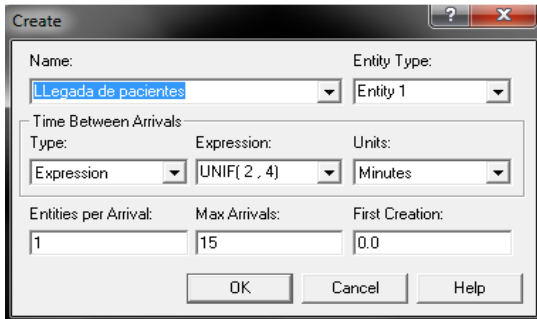 Create
?
X
Name:
Entity Type:
LLegada de pacientes
Entity 1
Time Between Arrivals
Type:
Expression:
Units:
Expression
UNIF( 2 , 4)
Minutes
Entities per Arrival:
Max Arrivals:
First Creation:
1
15
0.0
OK
Cancel
Help